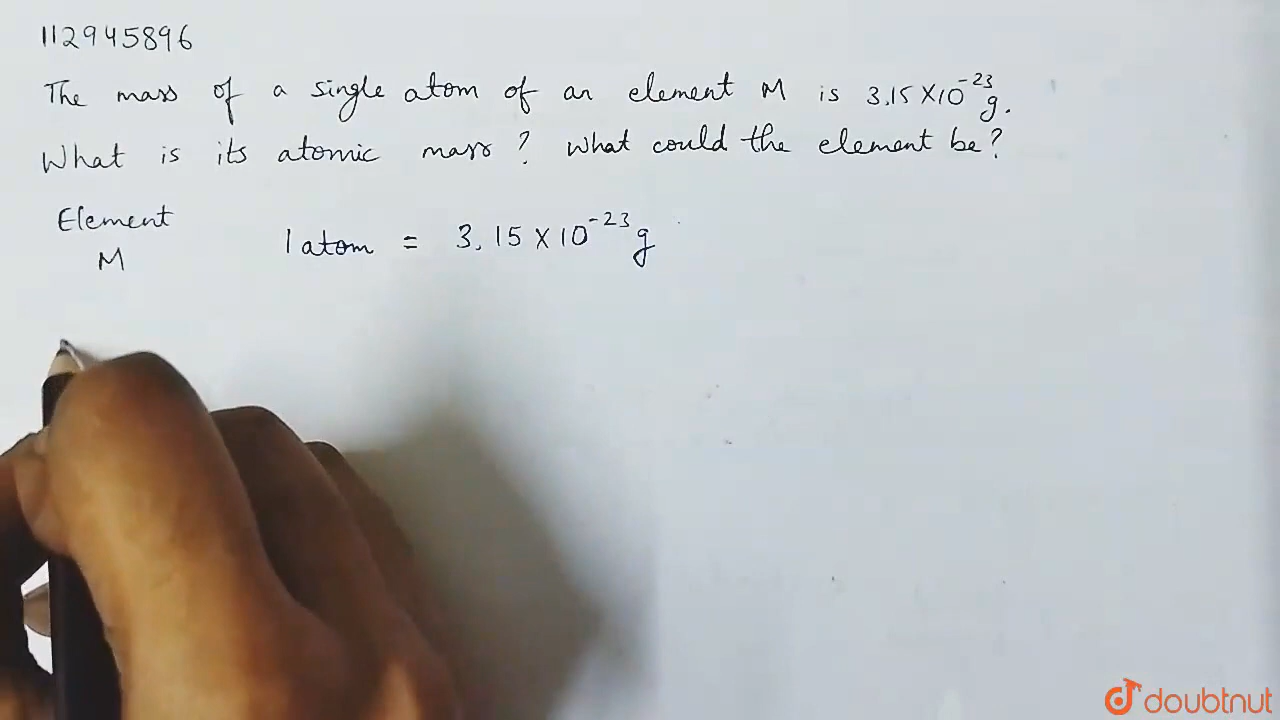 112945896
The mass of a single atom of an element M is 3.15 X 10⁻²³ g.
What is its atomic mass? What could the element be?
Element
M
1 atom = 3.15 X 10⁻²³ g
doubtnut